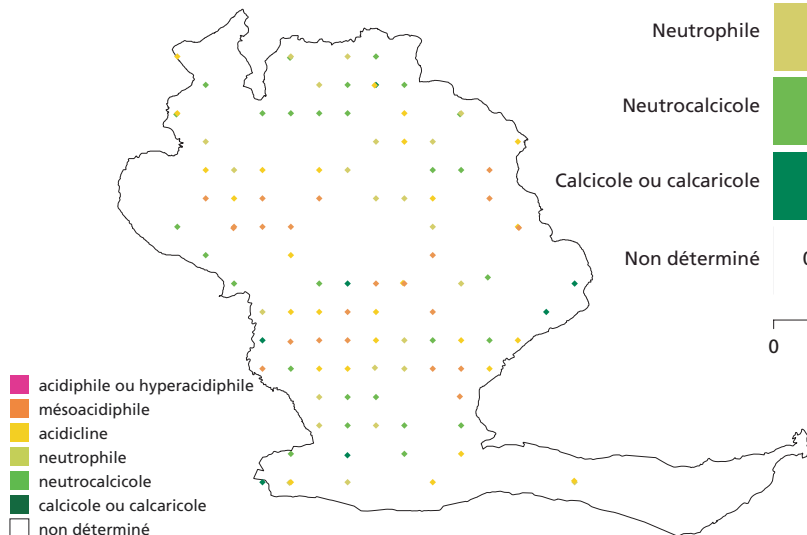 Neutrophile
Neutrocalcicole
Calcicole ou calcaricole
Non déterminé
0
0
acidiphile ou hyperacidiphile
mésoacidiphile
acidicline
neutrophile
neutrocalcicole
calcicole ou calcaricole
non déterminé